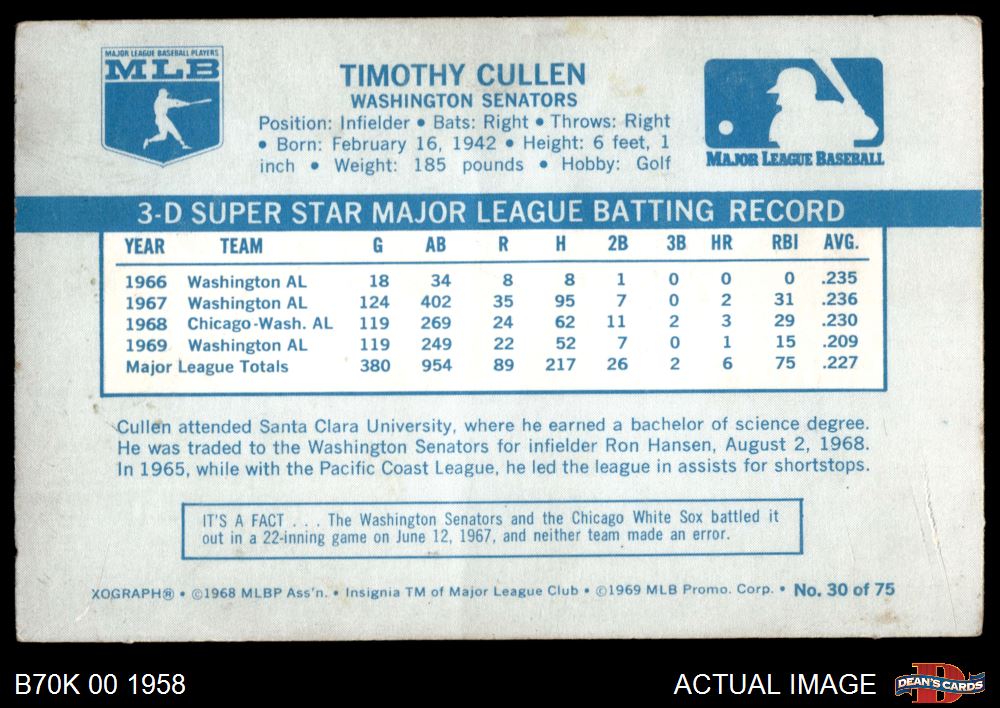 MAJOR LEAGUE BASEBALL PLAYERS
MLB
TIMOTHY CULLEN
WASHINGTON SENATORS
Position: Infielder • Bats: Right • Throws: Right
• Born: February 16, 1942 • Height: 6 feet, 1
inch • Weight: 185 pounds • Hobby: Golf
MAJOR LEAGUE BASEBALL
3-D SUPER STAR MAJOR LEAGUE BATTING RECORD
YEAR TEAM G AB R H 2B 3B HR RBI AVG.
1966 Washington AL 18 34 8 8 1 0 0 0 .235
1967 Washington AL 124 402 35 95 7 0 2 31 .236
1968 Chicago-Wash. AL 119 269 24 62 11 2 3 29 .230
1969 Washington AL 119 249 22 52 7 0 1 15 .209
Major League Totals 380 954 89 217 26 2 6 75 .227
Cullen attended Santa Clara University, where he earned a bachelor of science degree.
He was traded to the Washington Senators for infielder Ron Hansen, August 2, 1968.
In 1965, while with the Pacific Coast League, he led the league in assists for shortstops.
IT'S A FACT . . . The Washington Senators and the Chicago White Sox battled it
out in a 22-inning game on June 12, 1967, and neither team made an error.
XOGRAPH® • ©1968 MLBP Ass'n. • Insignia TM of Major League Club • ©1969 MLB Promo. Corp. • No. 30 of 75
B70K 00 1958
ACTUAL IMAGE
DEAN'S CARDS